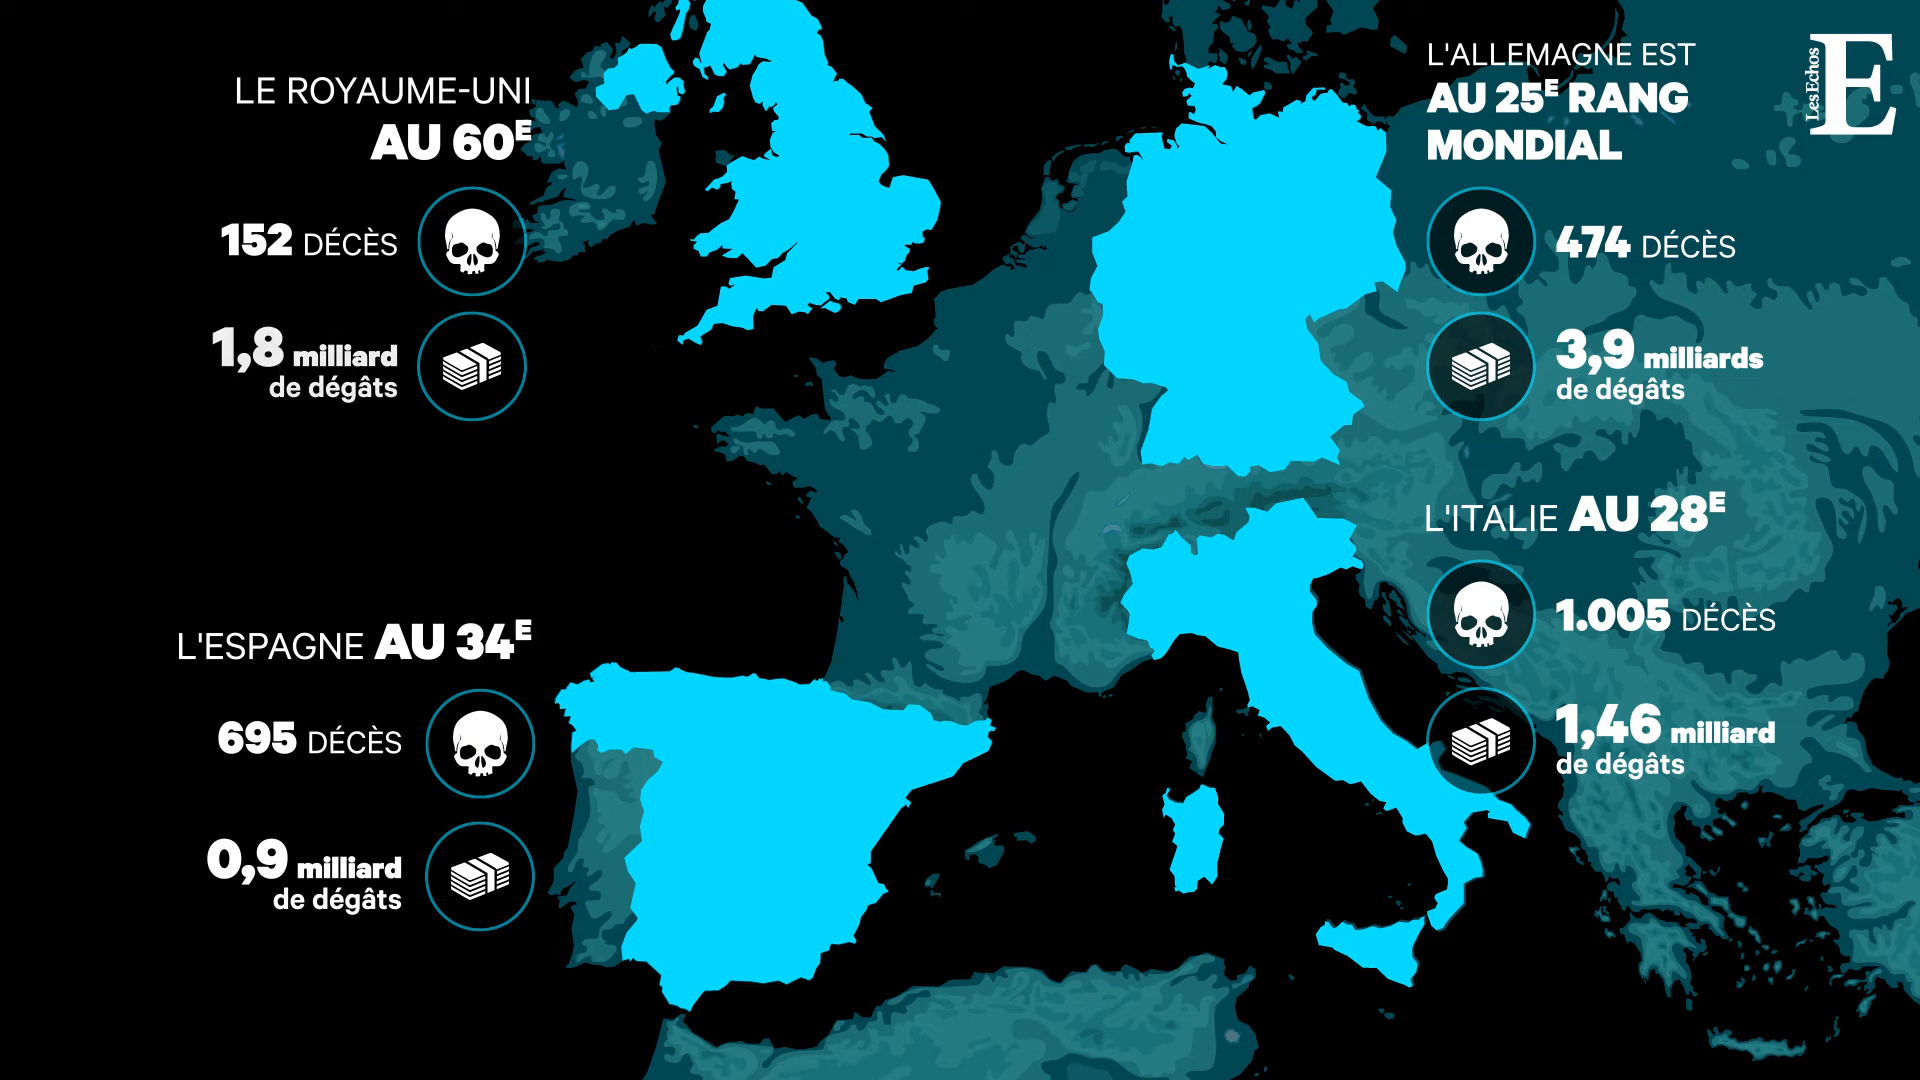 LE ROYAUME-UNI
AU 60E
152 DÉCÈS
1,8 milliard
de dégâts
L'ESPAGNE AU 34E
695 DÉCÈS
0,9 milliard
de dégâts
L'ALLEMAGNE EST
AU 25E RANG
MONDIAL
474 DÉCÈS
3,9 milliards
de dégâts
L'ITALIE AU 28E
1.005 DÉCÈS
1,46 milliard
de dégâts
Les Echos
E